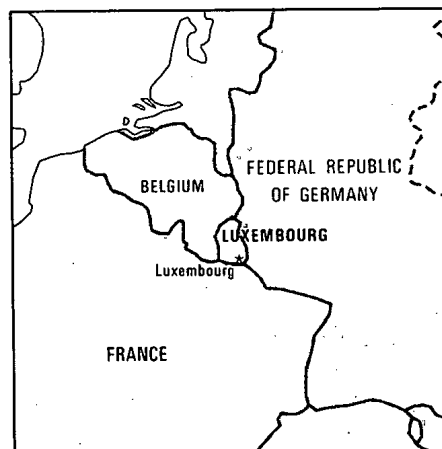 FEDERAL REPUBLIC
OF GERMANY
BELGIUM
LUXEMBOURG
Luxembourg
FRANCE